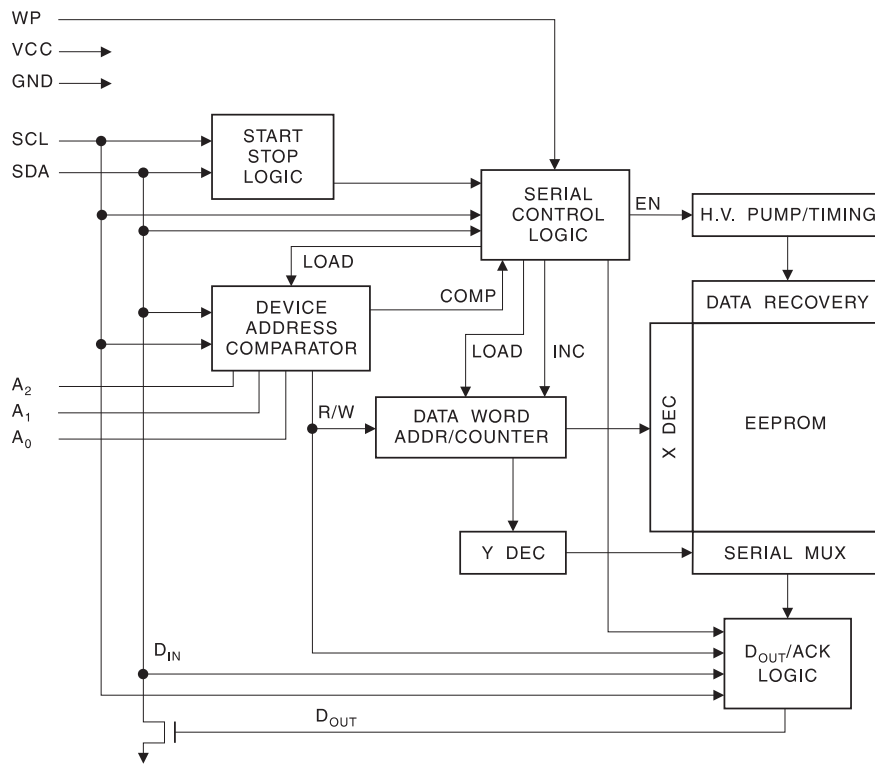 WP
VCC
GND
SCL
SDA
START
STOP
LOGIC
SERIAL
CONTROL
LOGIC
EN
H.V. PUMP/TIMING
LOAD
COMP
DEVICE
ADDRESS
COMPARATOR
DATA RECOVERY
LOAD
INC
A2
A1
A0
R/W
DATA WORD
ADDR/COUNTER
X DEC
EEPROM
Y DEC
SERIAL MUX
DIN
DOUT/ACK
LOGIC
DOUT